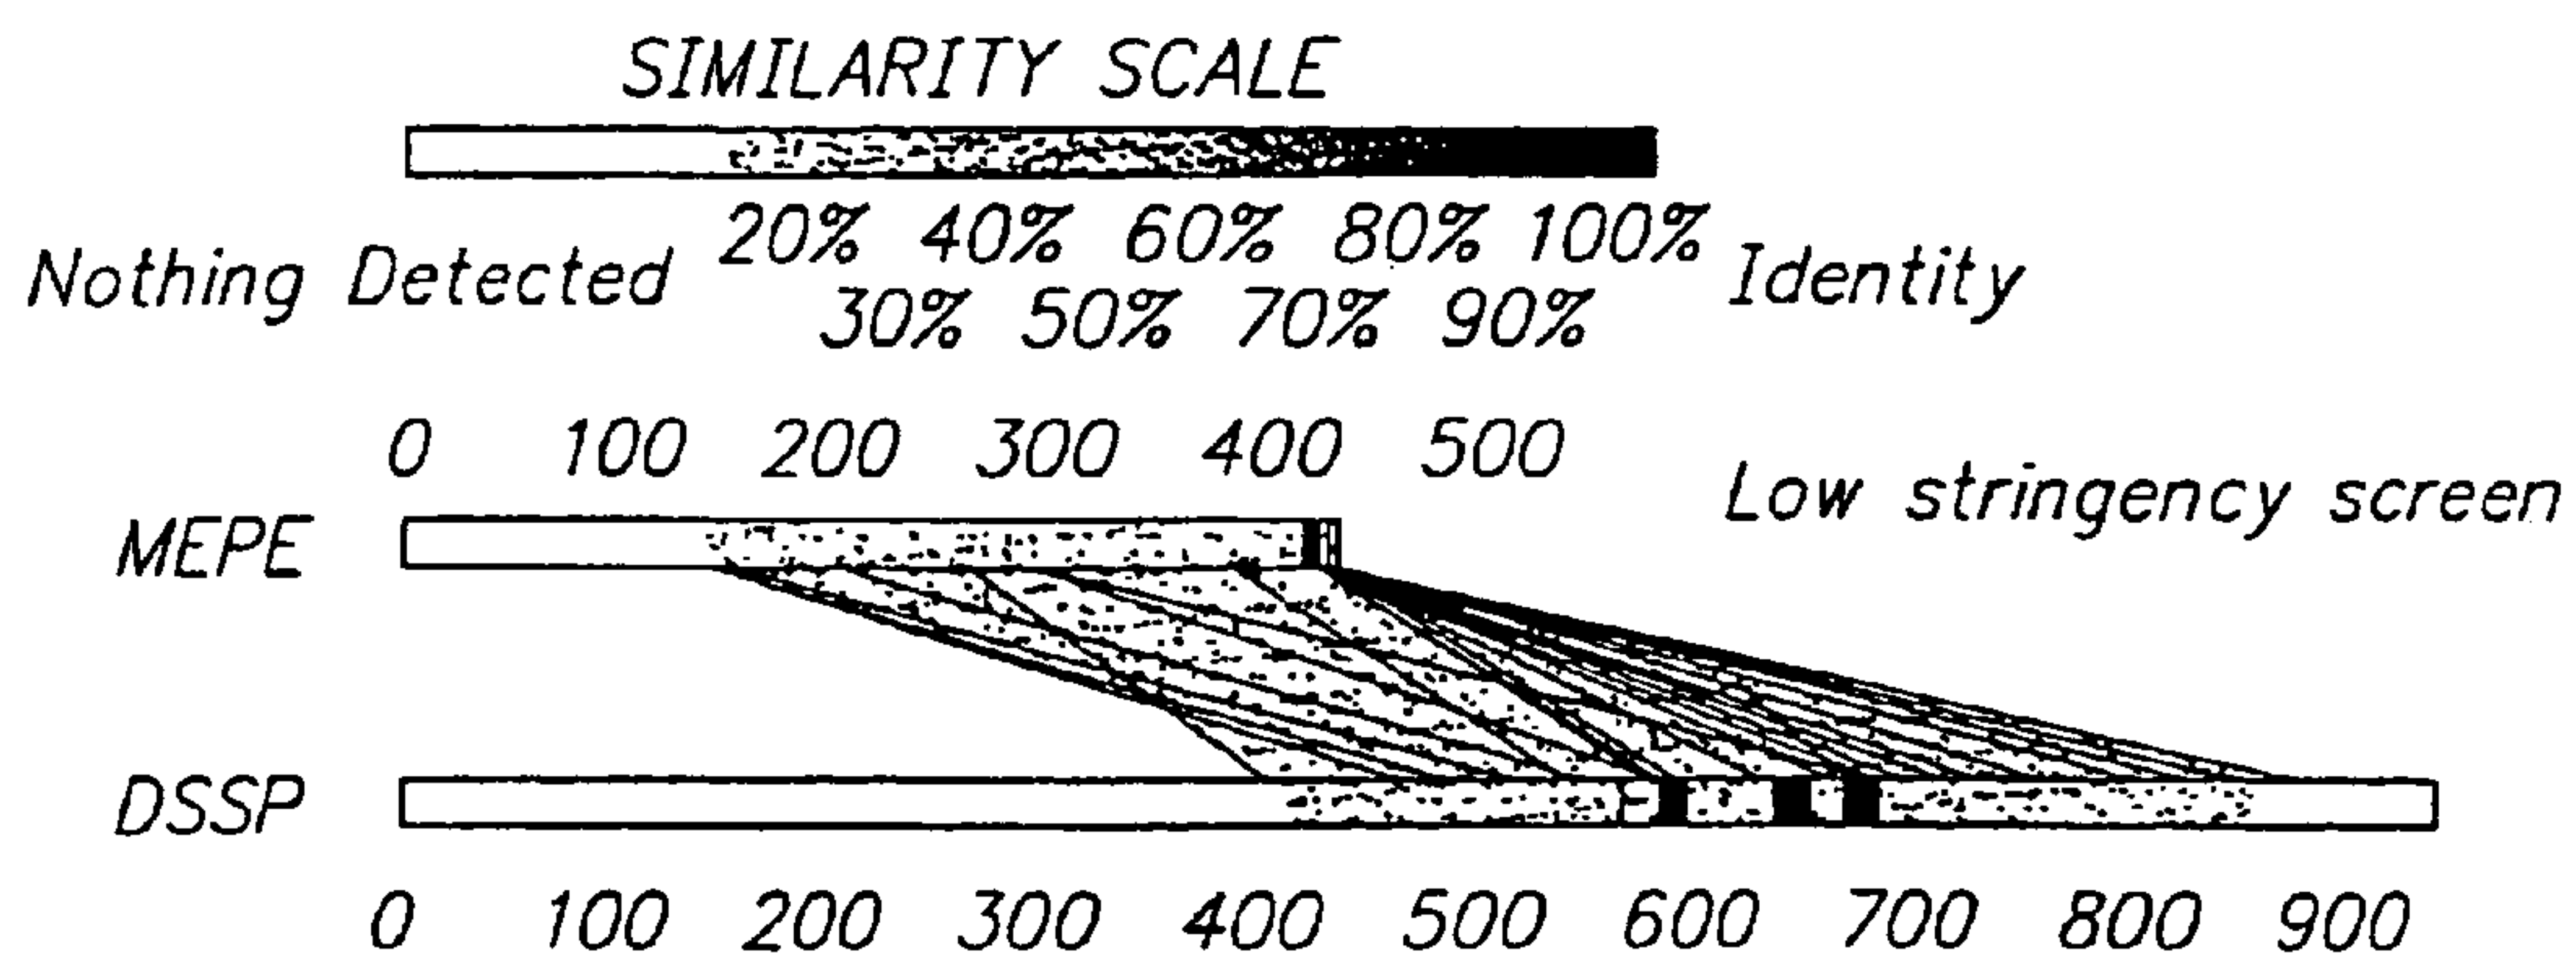 SIMILARITY SCALE
20% 40% 60% 80% 100%
Nothing Detected Identity
30% 50% 70% 90%
0 100 200 300 400 500
Low stringency screen
MEPE
DSSP
0 100 200 300 400 500 600 700 800 900